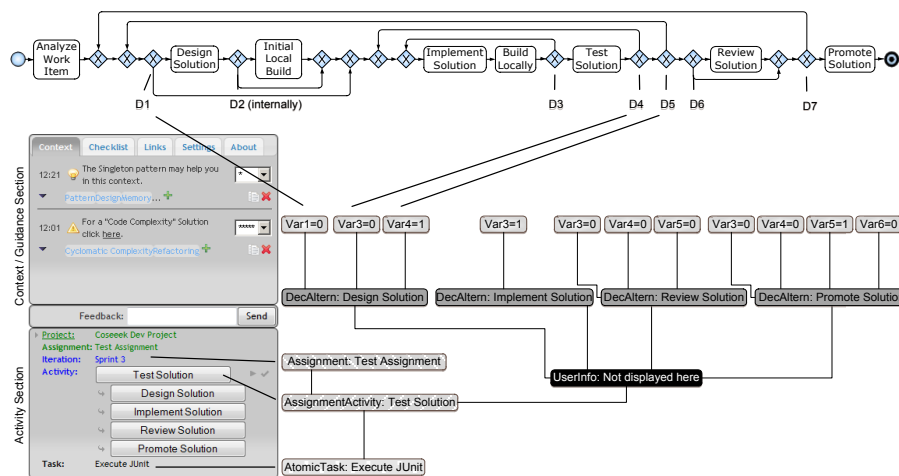 Analyze
Work
Item
Design
Solution
Initial
Local
Build
Implement
Solution
Build
Locally
Test
Solution
Review
Solution
Promote
Solution
D1
D2 (internally)
D3
D4
D5
D6
D7
Context / Guidance Section
Context
Checklist
Links
Settings
About
12:21
The Singleton pattern may help you
in this context.
*
PatternDesignMemory...
12:01
For a "Code Complexity" Solution
click here.
*****
Cyclomatic ComplexityRefactoring
Feedback:
Send
Var1=0
Var3=0
Var4=1
Var3=1
Var3=0
Var4=0
Var5=0
Var3=0
Var4=0
Var5=1
Var6=0
DecAltern: Design Solution
DecAltern: Implement Solution
DecAltern: Review Solution
DecAltern: Promote Solutio
Activity Section
Project: Coseeek Dev Project
Assignment: Test Assignment
Iteration: Sprint 3
Activity:
Test Solution
Design Solution
Implement Solution
Review Solution
Promote Solution
Task: Execute JUnit
Assignment: Test Assignment
UserInfo: Not displayed here
AssignmentActivity: Test Solution
AtomicTask: Execute JUnit